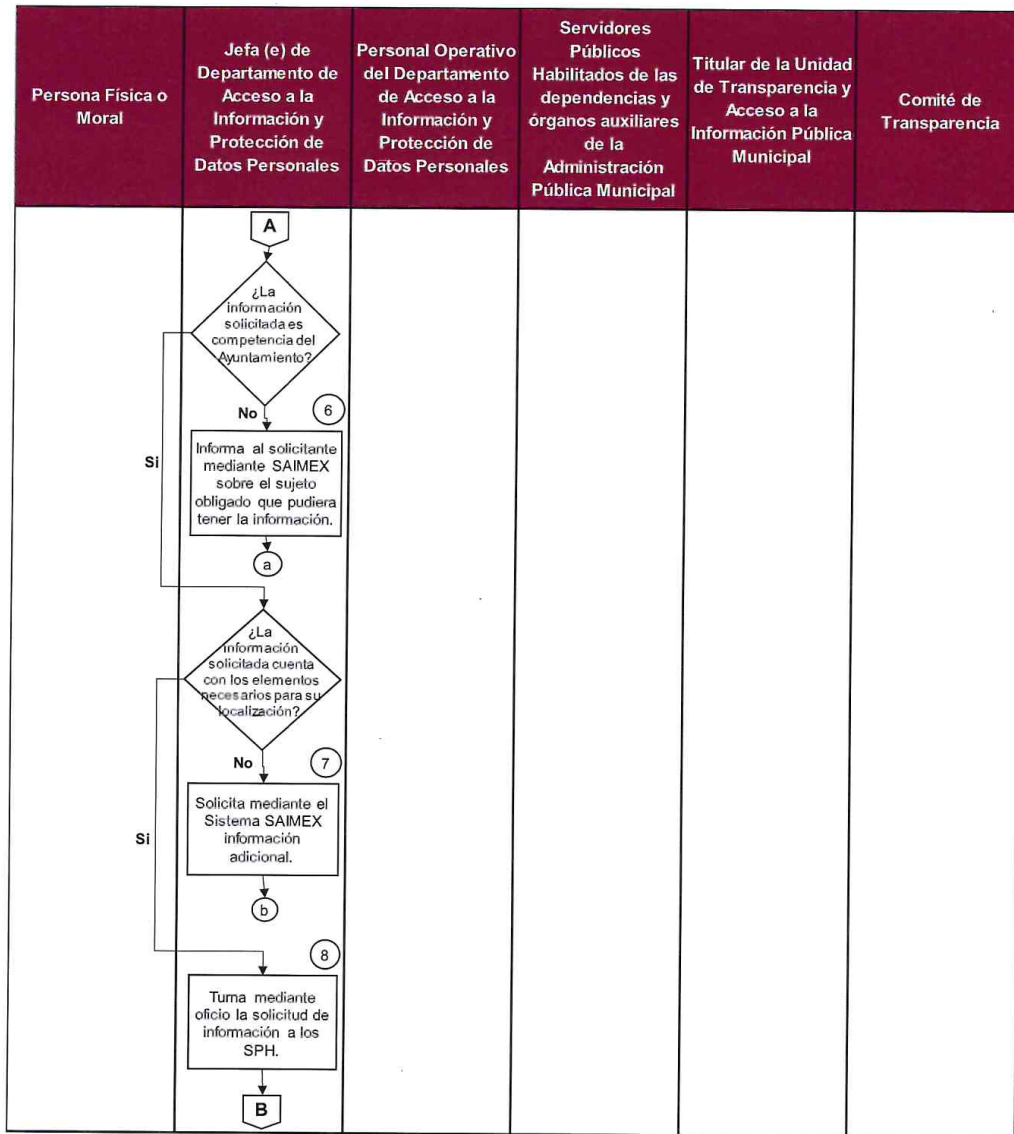 Persona Física o
Moral
Jefa (e) de
Departamento de
Acceso a la
Información y
Protección de
Datos Personales
Personal Operativo
del Departamento
de Acceso a la
Información y
Protección de
Datos Personales
Servidores
Públicos
Habilitados de las
dependencias y
órganos auxiliares
de la
Administración
Pública Municipal
Titular de la Unidad
de Transparencia y
Acceso a la
Información Pública
Municipal
Comité de
Transparencia
A
¿La
información
solicitada es
competencia del
Ayuntamiento?
No
6
Si
Informa al solicitante
mediante SAIMEX
sobre el sujeto
obligado que pudiera
tener la información.
a
¿La
información
solicitada cuenta
con los elementos
necesarios para su
localización?
No
7
Si
Solicita mediante el
Sistema SAIMEX
información
adicional.
b
8
Turna mediante
oficio la solicitud de
información a los
SPH.
B